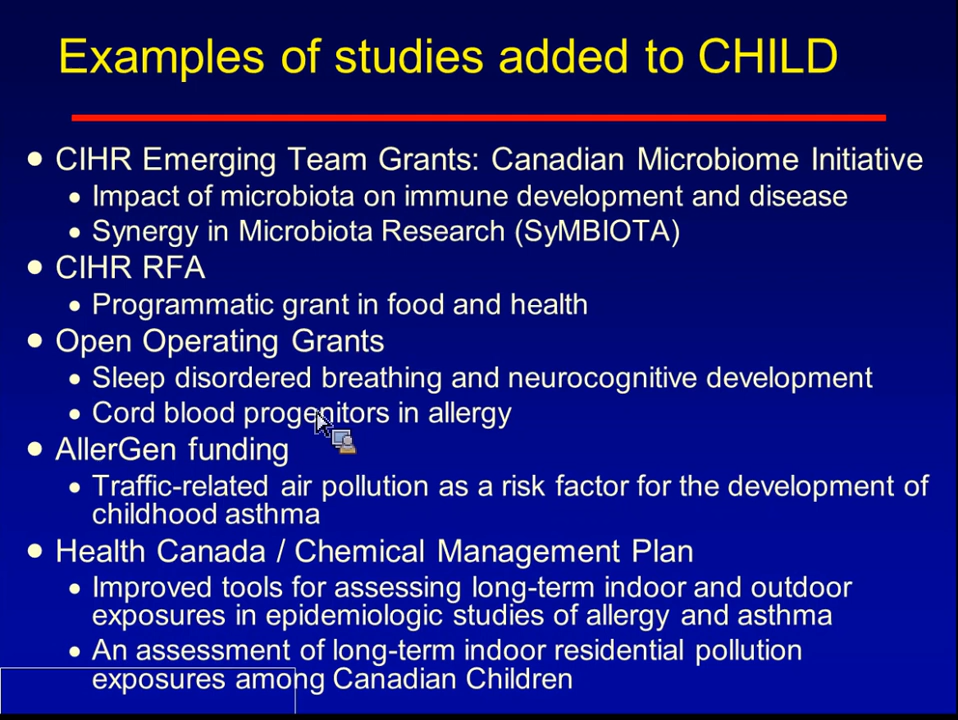 Examples of studies added to CHILD
• CIHR Emerging Team Grants: Canadian Microbiome Initiative
• Impact of microbiota on immune development and disease
• Synergy in Microbiota Research (SyMBIOTA)
• CIHR RFA
• Programmatic grant in food and health
• Open Operating Grants
• Sleep disordered breathing and neurocognitive development
• Cord blood progenitors in allergy
• AllerGen funding
• Traffic-related air pollution as a risk factor for the development of
childhood asthma
• Health Canada / Chemical Management Plan
• Improved tools for assessing long-term indoor and outdoor
exposures in epidemiologic studies of allergy and asthma
• An assessment of long-term indoor residential pollution
exposures among Canadian Children